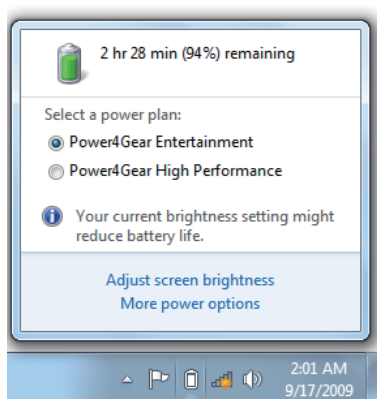 2 hr 28 min (94%) remaining
Select a power plan:
Power4Gear Entertainment
Power4Gear High Performance
Your current brightness setting might
reduce battery life.
Adjust screen brightness
More power options
2:01 AM
9/17/2009